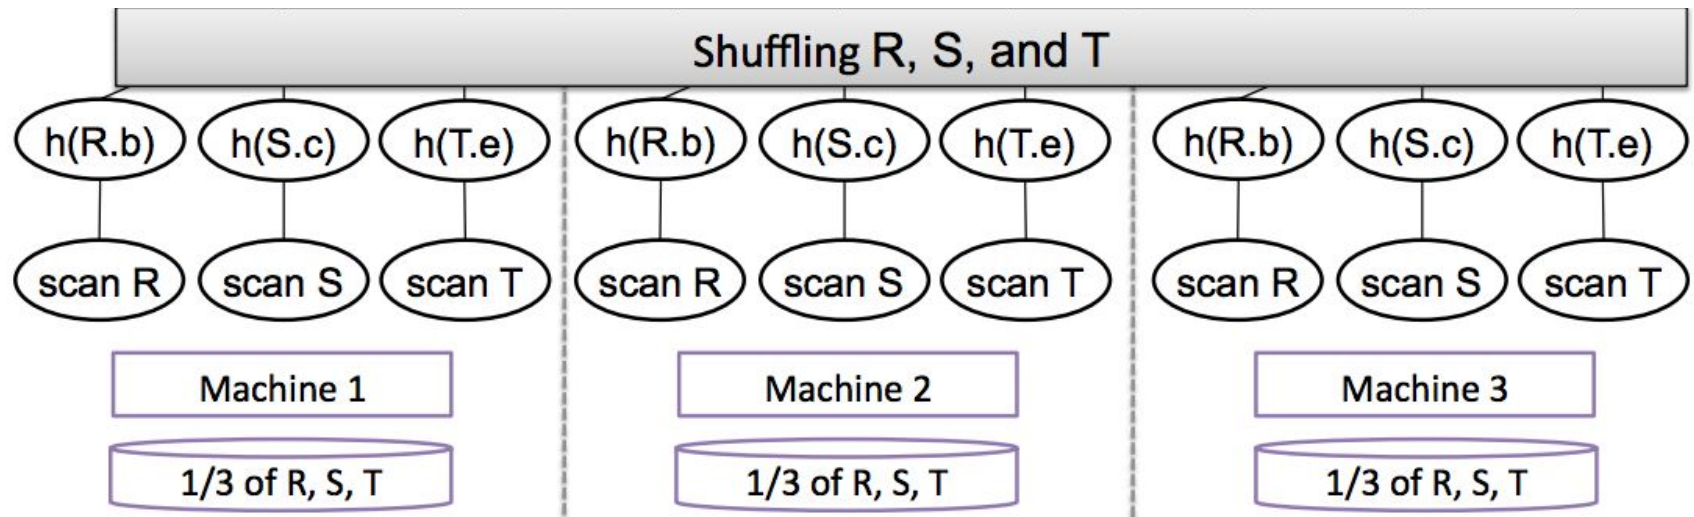 Shuffling R, S, and T
h(R.b) h(S.c) h(T.e) h(R.b) h(S.c) h(T.e) h(R.b) h(S.c) h(T.e)
scan R scan S scan T scan R scan S scan T scan R scan S scan T
Machine 1 Machine 2 Machine 3
1/3 of R, S, T 1/3 of R, S, T 1/3 of R, S, T